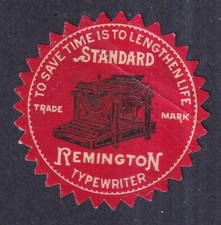 TO SAVE TIME IS TO LENGTHEN LIFE
STANDARD
TRADE MARK
REMINGTON
TYPEWRITER